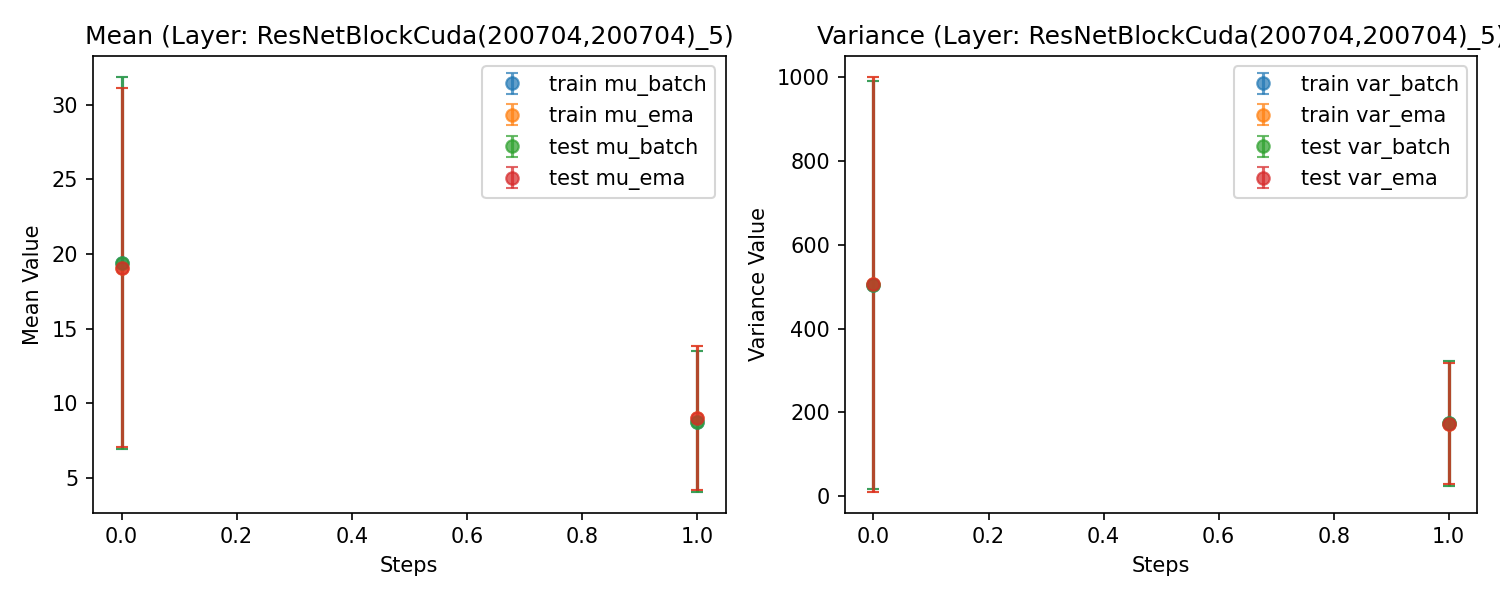 Mean (Layer: ResNetBlockCuda(200704,200704)_5)
30
25
20
15
10
5
Mean Value
0.0 0.2 0.4 0.6 0.8 1.0
Steps
train mu_batch
train mu_ema
test mu_batch
test mu_ema
Variance (Layer: ResNetBlockCuda(200704,200704)_5)
1000
800
600
400
200
0
Variance Value
0.0 0.2 0.4 0.6 0.8 1.0
Steps
train var_batch
train var_ema
test var_batch
test var_ema